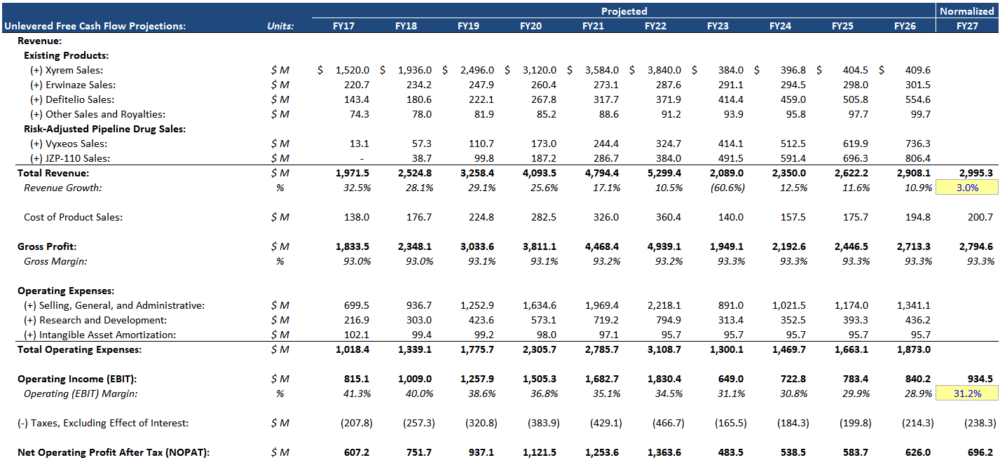 Projected Normalized
Unlevered Free Cash Flow Projections: Units: FY17 FY18 FY19 FY20 FY21 FY22 FY23 FY24 FY25 FY26 FY27
Revenue:
Existing Products:
(+) Xyrem Sales: $ M $ 1,520.0 $ 1,936.0 $ 2,496.0 $ 3,120.0 $ 3,584.0 $ 3,840.0 $ 384.0 $ 396.8 $ 404.5 $ 409.6
(+) Erwinaze Sales: $ M 220.7 234.2 247.9 260.4 273.1 287.6 291.1 294.5 298.0 301.5
(+) Defitelio Sales: $ M 143.4 180.6 222.1 267.8 317.7 371.9 414.4 459.0 505.8 554.6
(+) Other Sales and Royalties: $ M 74.3 78.0 81.9 85.2 88.6 91.2 93.9 95.8 97.7 99.7
Risk-Adjusted Pipeline Drug Sales:
(+) Vyxeos Sales: $ M 13.1 57.3 110.7 173.0 244.4 324.7 414.1 512.5 619.9 736.3
(+) JZP-110 Sales: $ M - 38.7 99.8 187.2 286.7 384.0 491.5 591.4 696.3 806.4
Total Revenue: $ M 1,971.5 2,524.8 3,258.4 4,093.5 4,794.4 5,299.4 2,089.0 2,350.0 2,622.2 2,908.1 2,995.3
Revenue Growth: % 32.5% 28.1% 29.1% 25.6% 17.1% 10.5% (60.6%) 12.5% 11.6% 10.9% 3.0%
Cost of Product Sales: $ M 138.0 176.7 224.8 282.5 326.0 360.4 140.0 157.5 175.7 194.8 200.7
Gross Profit: $ M 1,833.5 2,348.1 3,033.6 3,811.1 4,468.4 4,939.1 1,949.1 2,192.6 2,446.5 2,713.3 2,794.6
Gross Margin: % 93.0% 93.0% 93.1% 93.1% 93.2% 93.2% 93.3% 93.3% 93.3% 93.3% 93.3%
Operating Expenses:
(+) Selling, General, and Administrative: $ M 699.5 936.7 1,252.9 1,634.6 1,969.4 2,218.1 891.0 1,021.5 1,174.0 1,341.1
(+) Research and Development: $ M 216.9 303.0 423.6 573.1 719.2 794.9 313.4 352.5 393.3 436.2
(+) Intangible Asset Amortization: $ M 102.1 99.4 99.2 98.0 97.1 95.7 95.7 95.7 95.7 95.7
Total Operating Expenses: $ M 1,018.4 1,339.1 1,775.7 2,305.7 2,785.7 3,108.7 1,300.1 1,469.7 1,663.1 1,873.0
Operating Income (EBIT): $ M 815.1 1,009.0 1,257.9 1,505.3 1,682.7 1,830.4 649.0 722.8 783.4 840.2 934.5
Operating (EBIT) Margin: % 41.3% 40.0% 38.6% 36.8% 35.1% 34.5% 31.1% 30.8% 29.9% 28.9% 31.2%
(-) Taxes, Excluding Effect of Interest: $ M (207.8) (257.3) (320.8) (383.9) (429.1) (466.7) (165.5) (184.3) (199.8) (214.3) (238.3)
Net Operating Profit After Tax (NOPAT): $ M 607.2 751.7 937.1 1,121.5 1,253.6 1,363.6 483.5 538.5 583.7 626.0 696.2